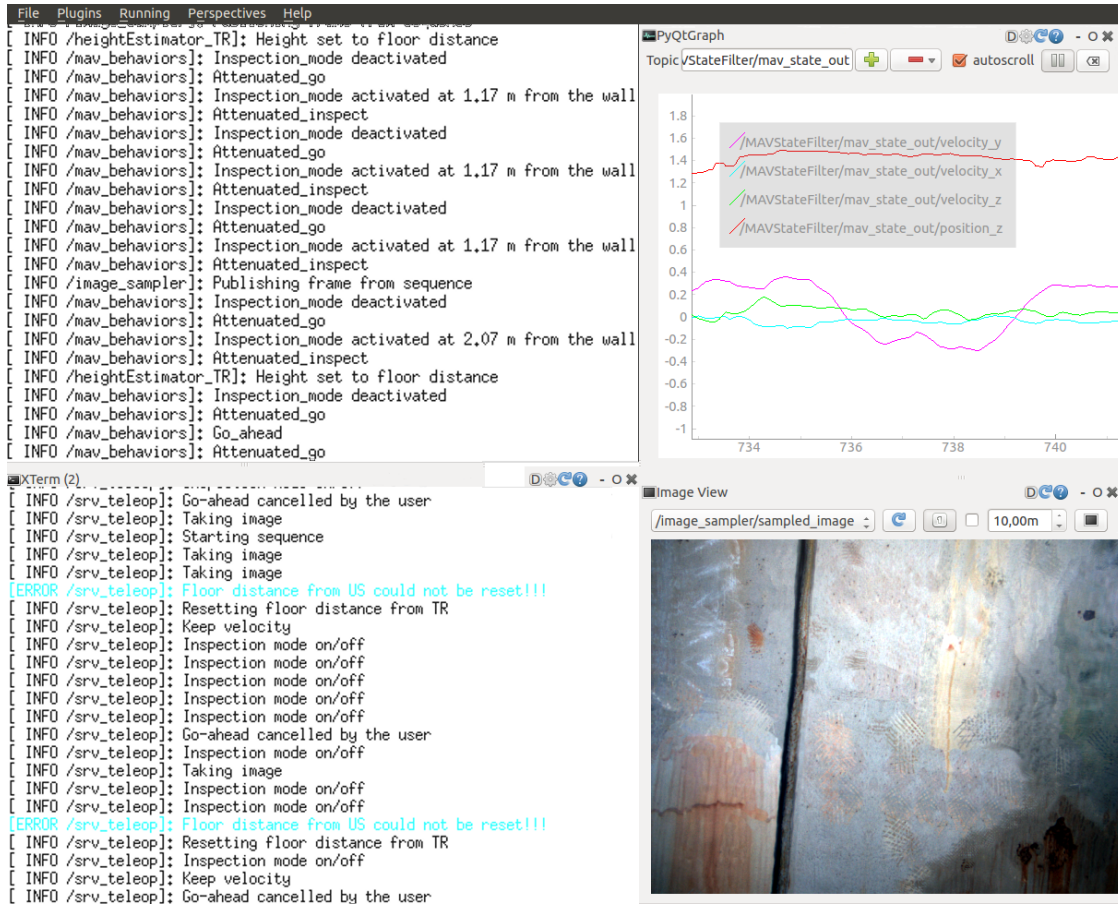 File Plugins Running Perspectives Help
[ INFO /heightEstimator_TR]: Height set to floor distance
[ INFO /mav_behaviors]: Inspection_mode deactivated
[ INFO /mav_behaviors]: Attenuated_go
[ INFO /mav_behaviors]: Inspection_mode activated at 1.17 m from the wall
[ INFO /mav_behaviors]: Attenuated_inspect
[ INFO /mav_behaviors]: Inspection_mode deactivated
[ INFO /mav_behaviors]: Attenuated_go
[ INFO /mav_behaviors]: Inspection_mode activated at 1.17 m from the wall
[ INFO /mav_behaviors]: Attenuated_inspect
[ INFO /mav_behaviors]: Inspection_mode deactivated
[ INFO /mav_behaviors]: Attenuated_go
[ INFO /mav_behaviors]: Inspection_mode activated at 1.17 m from the wall
[ INFO /mav_behaviors]: Attenuated_inspect
[ INFO /image_sampler]: Publishing frame from sequence
[ INFO /mav_behaviors]: Inspection_mode deactivated
[ INFO /mav_behaviors]: Attenuated_go
[ INFO /mav_behaviors]: Inspection_mode activated at 2.07 m from the wall
[ INFO /mav_behaviors]: Attenuated_inspect
[ INFO /heightEstimator_TR]: Height set to floor distance
[ INFO /mav_behaviors]: Inspection_mode deactivated
[ INFO /mav_behaviors]: Attenuated_go
[ INFO /mav_behaviors]: Go_ahead
[ INFO /mav_behaviors]: Attenuated_go
PyQtGraph D - O
Topic /StateFilter/mav_state_out autoscroll
1.8
1.6
1.4
1.2
1
0.8
0.6
0.4
0.2
0
-0.2
-0.4
-0.6
-0.8
-1
/MAVStateFilter/mav_state_out/velocity_y
/MAVStateFilter/mav_state_out/velocity_x
/MAVStateFilter/mav_state_out/velocity_z
/MAVStateFilter/mav_state_out/position_z
734 736 738 740
XTerm (2) D - O
[ INFO /srv_teleop]: Go-ahead cancelled by the user
[ INFO /srv_teleop]: Taking image
[ INFO /srv_teleop]: Starting sequence
[ INFO /srv_teleop]: Taking image
[ INFO /srv_teleop]: Taking image
[ERROR /srv_teleop]: Floor distance from US could not be reset!!!
[ INFO /srv_teleop]: Resetting floor distance from TR
[ INFO /srv_teleop]: Keep velocity
[ INFO /srv_teleop]: Inspection mode on/off
[ INFO /srv_teleop]: Inspection mode on/off
[ INFO /srv_teleop]: Inspection mode on/off
[ INFO /srv_teleop]: Inspection mode on/off
[ INFO /srv_teleop]: Inspection mode on/off
[ INFO /srv_teleop]: Go-ahead cancelled by the user
[ INFO /srv_teleop]: Inspection mode on/off
[ INFO /srv_teleop]: Taking image
[ INFO /srv_teleop]: Inspection mode on/off
[ INFO /srv_teleop]: Inspection mode on/off
[ERROR /srv_teleop]: Floor distance from US could not be reset!!!
[ INFO /srv_teleop]: Resetting floor distance from TR
[ INFO /srv_teleop]: Inspection mode on/off
[ INFO /srv_teleop]: Keep velocity
[ INFO /srv_teleop]: Go-ahead cancelled by the user
Image View D - O
/image_sampler/sampled_image 10,00m